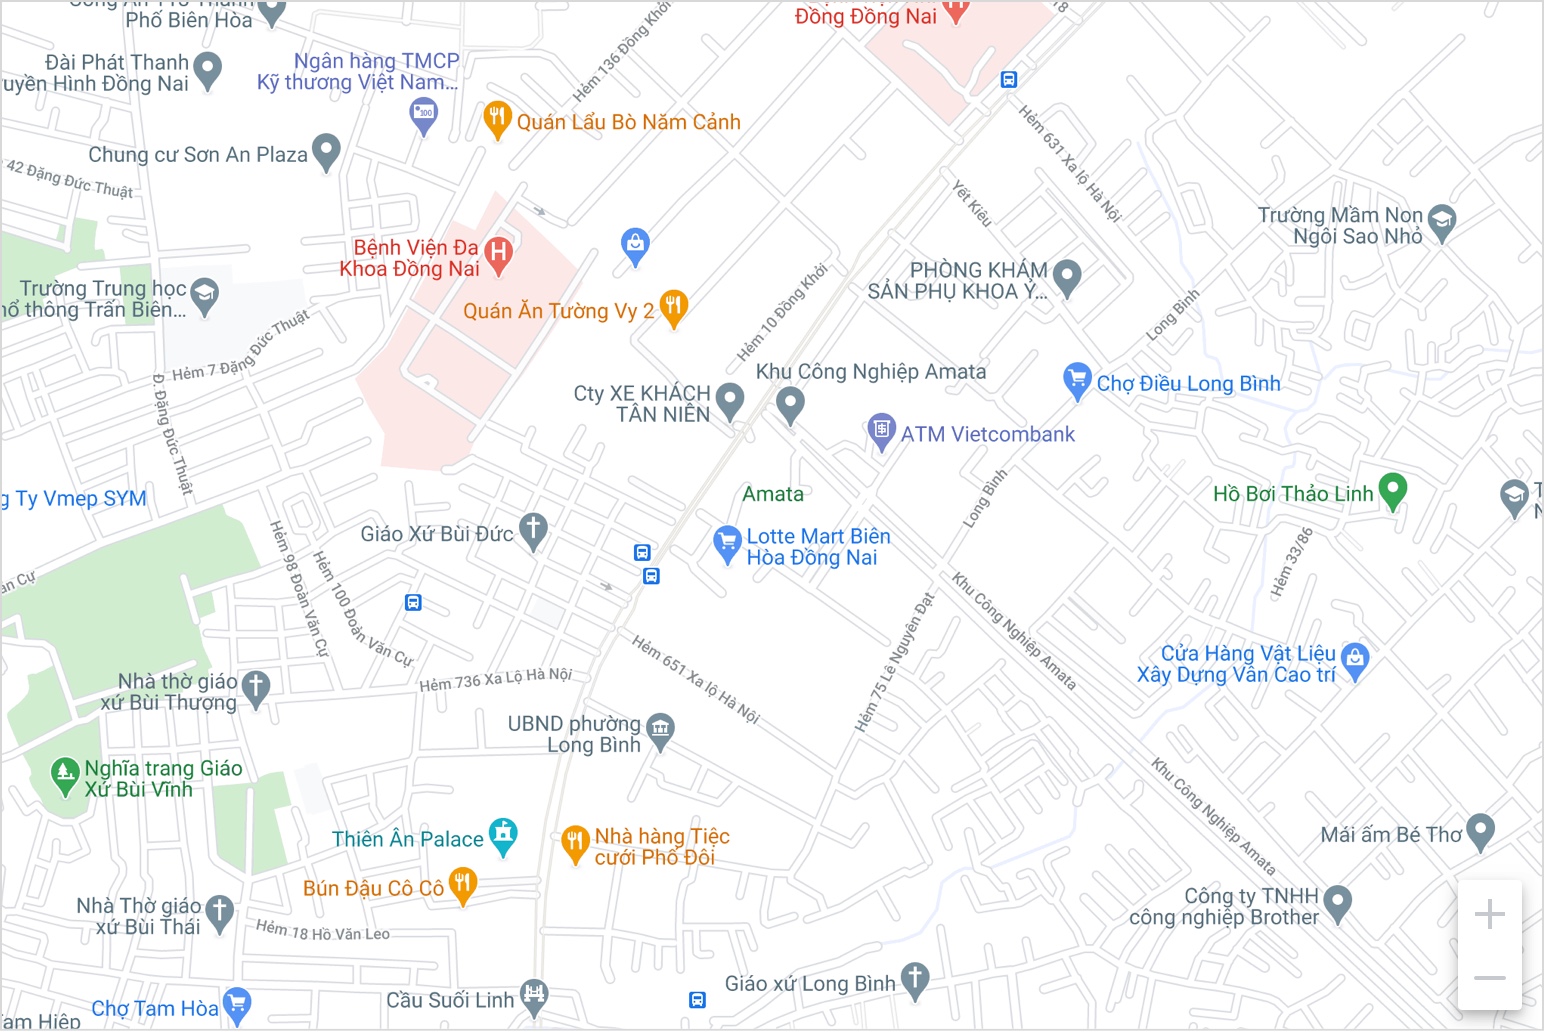 Phố Biên Hòa
Đồng Đồng Nai
18
Hẻm 136 Đồng Khởi
Đài Phát Thanh
uyền Hình Đồng Nai
Ngân hàng TMCP
Kỹ thương Việt Nam...
Quán Lẩu Bò Năm Cảnh
Chung cư Sơn An Plaza
42 Đặng Đức Thuật
Hẻm 631 Xa lộ Hà Nội
Yết Kiêu
Trường Mầm Non
Ngôi Sao Nhỏ
Bệnh Viện Đa
Khoa Đồng Nai
PHÒNG KHÁM
SẢN PHỤ KHOA Ý...
Trường Trung học
hổ thông Trấn Biên...
Quán Ăn Tường Vy 2
Hẻm 10 Đồng Khởi
Long Bình
Hẻm 7 Đặng Đức Thuật
Đ. Đặng Đức Thuật
Khu Công Nghiệp Amata
Chợ Điều Long Bình
Cty XE KHÁCH
TÂN NIÊN
ATM Vietcombank
g Ty Vmep SYM
Amata
Long Bình
Hồ Bơi Thảo Linh
Giáo Xứ Bùi Đức
Lotte Mart Biên
Hòa Đồng Nai
Hẻm 98 Đoàn Văn Cự
Hẻm 100 Đoàn Văn Cự
ăn Cự
Hẻm 33/86
Khu Công Nghiệp Amata
Hẻm 75 Lê Nguyên Đạt
Hẻm 651 Xa lộ Hà Nội
Cửa Hàng Vật Liệu
Xây Dựng Vân Cao trí
Nhà thờ giáo
xứ Bùi Thượng
Hẻm 736 Xa Lộ Hà Nội
UBND phường
Long Bình
Nghĩa trang Giáo
Xứ Bùi Vĩnh
Khu Công Nghiệp Amata
Thiên Ân Palace
Nhà hàng Tiệc
cưới Phố Đôi
Mái ấm Bé Thơ
Bún Đậu Cô Cô
Công ty TNHH
công nghiệp Brother
Nhà Thờ giáo
xứ Bùi Thái
Hẻm 18 Hồ Văn Leo
Giáo xứ Long Bình
Cầu Suối Linh
Chợ Tam Hòa
am Hiệp